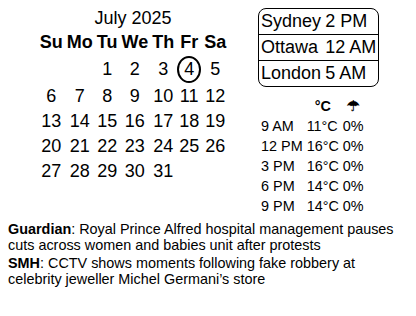 July 2025
Su Mo Tu We Th Fr Sa
1 2 3 4 5
6 7 8 9 10 11 12
13 14 15 16 17 18 19
20 21 22 23 24 25 26
27 28 29 30 31
Sydney 2 PM
Ottawa 12 AM
London 5 AM
°C ☂
9 AM 11°C 0%
12 PM 16°C 0%
3 PM 16°C 0%
6 PM 14°C 0%
9 PM 14°C 0%
Guardian: Royal Prince Alfred hospital management pauses
cuts across women and babies unit after protests
SMH: CCTV shows moments following fake robbery at
celebrity jeweller Michel Germani’s store